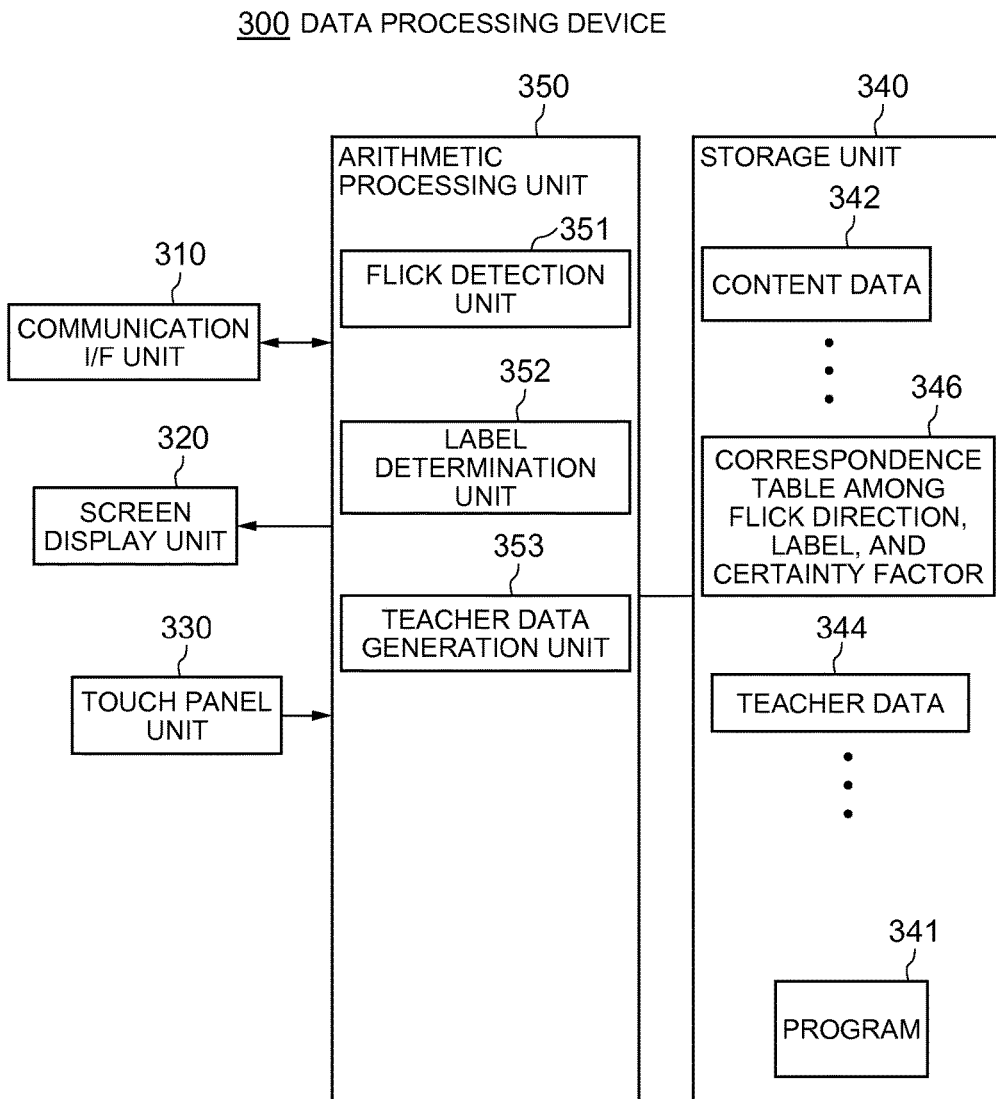 300 DATA PROCESSING DEVICE
350
340
ARITHMETIC
PROCESSING UNIT
STORAGE UNIT
351
342
FLICK DETECTION
UNIT
CONTENT DATA
310
COMMUNICATION
I/F UNIT
352
346
LABEL
DETERMINATION
UNIT
CORRESPONDENCE
TABLE AMONG
FLICK DIRECTION,
LABEL, AND
CERTAINTY FACTOR
320
SCREEN
DISPLAY UNIT
353
TEACHER DATA
GENERATION UNIT
344
TEACHER DATA
330
TOUCH PANEL
UNIT
341
PROGRAM